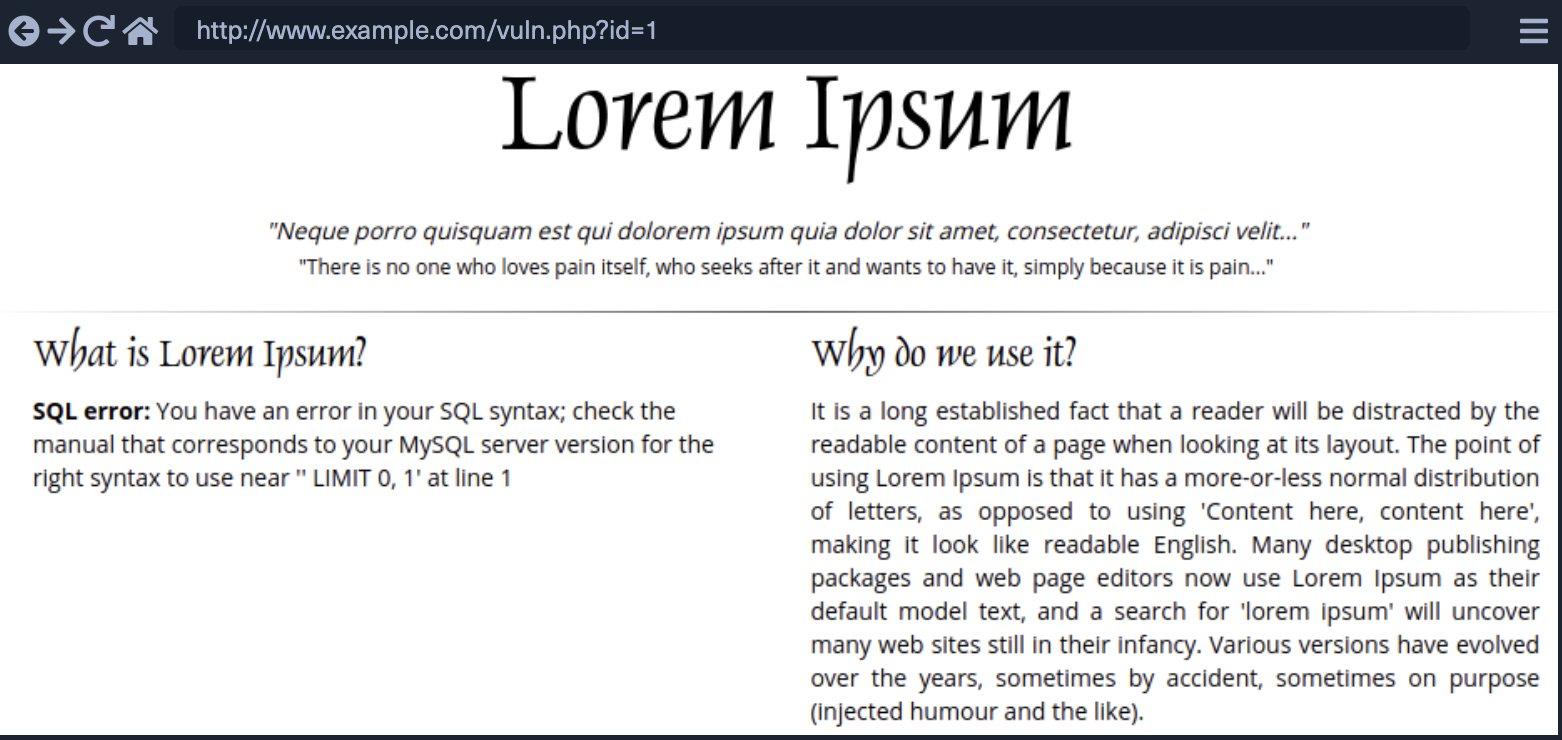 http://www.example.com/vuln.php?id=1
Lorem Ipsum
"Neque porro quisquam est qui dolorem ipsum quia dolor sit amet, consectetur, adipisci velit..."
"There is no one who loves pain itself, who seeks after it and wants to have it, simply because it is pain..."
What is Lorem Ipsum?
SQL error: You have an error in your SQL syntax; check the
manual that corresponds to your MySQL server version for the
right syntax to use near '' LIMIT 0, 1' at line 1
Why do we use it?
It is a long established fact that a reader will be distracted by the
readable content of a page when looking at its layout. The point of
using Lorem Ipsum is that it has a more-or-less normal distribution
of letters, as opposed to using 'Content here, content here',
making it look like readable English. Many desktop publishing
packages and web page editors now use Lorem Ipsum as their
default model text, and a search for 'lorem ipsum' will uncover
many web sites still in their infancy. Various versions have evolved
over the years, sometimes by accident, sometimes on purpose
(injected humour and the like).